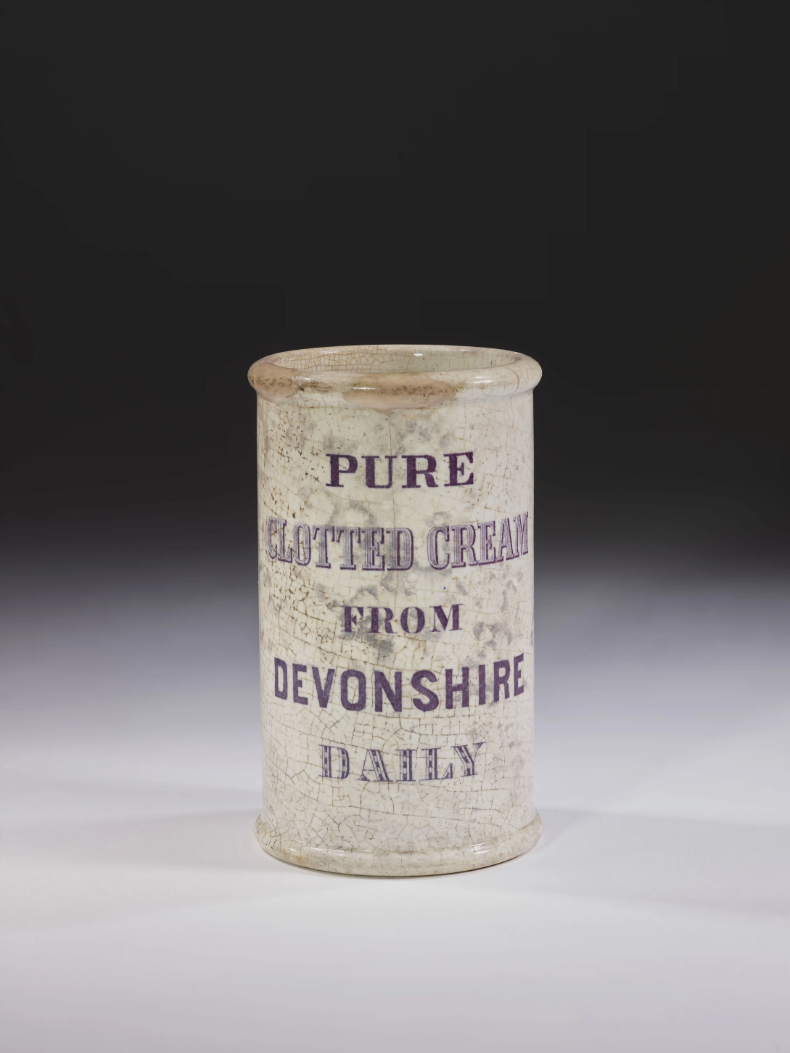 PURE
CLOTTED CREAM
FROM
DEVONSHIRE
DAILY